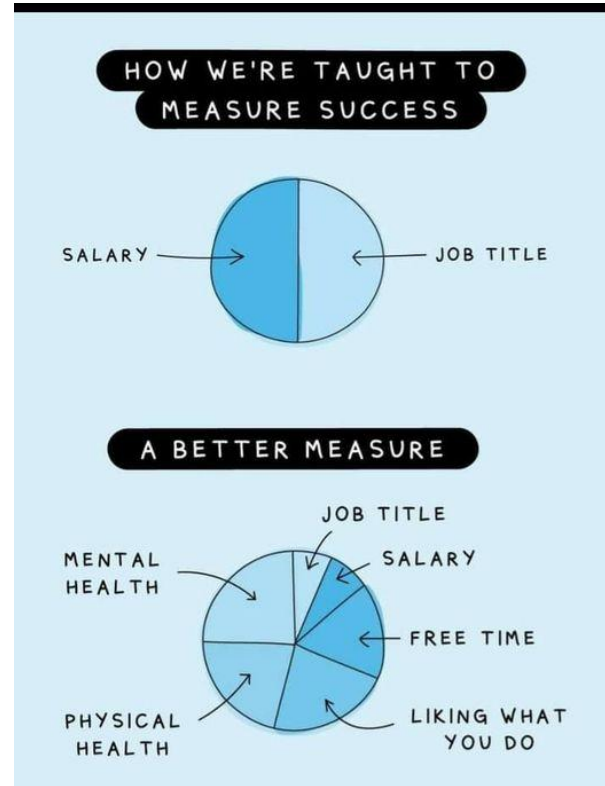 HOW WE'RE TAUGHT TO
MEASURE SUCCESS
SALARY
JOB TITLE
A BETTER MEASURE
JOB TITLE
SALARY
MENTAL
HEALTH
FREE TIME
LIKING WHAT
YOU DO
PHYSICAL
HEALTH